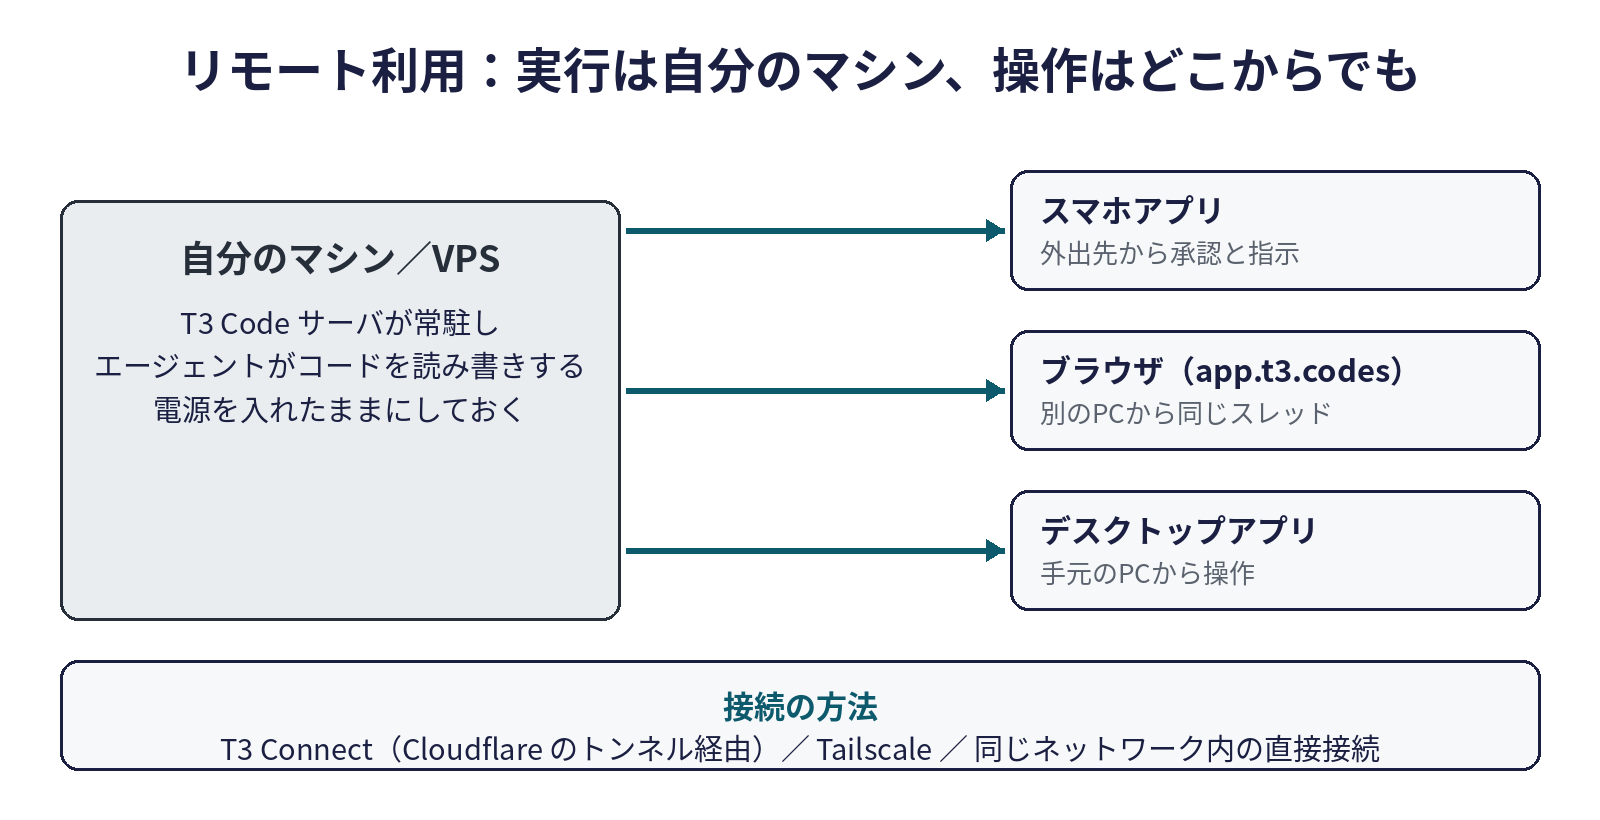 リモート利用：実行は自分のマシン、操作はどこからでも
自分のマシン／VPS
T3 Code サーバが常駐し
エージェントがコードを読み書きする
電源を入れたままにしておく
スマホアプリ
外出先から承認と指示
ブラウザ（app.t3.codes）
別のPCから同じスレッド
デスクトップアプリ
手元のPCから操作
接続の方法
T3 Connect（Cloudflare のトンネル経由）／ Tailscale ／ 同じネットワーク内の直接接続